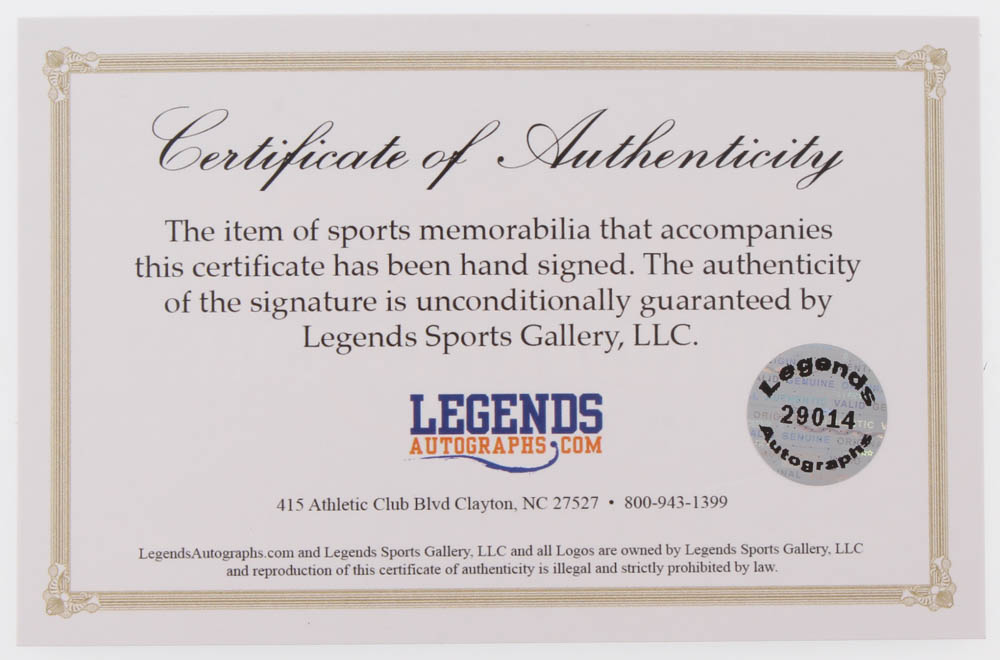 Certificate of Authenticity
The item of sports memorabilia that accompanies
this certificate has been hand signed. The authenticity
of the signature is unconditionally guaranteed by
Legends Sports Gallery, LLC.
Legends
29014
Autographs
LEGENDS
AUTOGRAPHS.COM
415 Athletic Club Blvd Clayton, NC 27527 • 800-943-1399
LegendsAutographs.com and Legends Sports Gallery, LLC and all Logos are owned by Legends Sports Gallery, LLC
and reproduction of this certificate of authenticity is illegal and strictly prohibited by law.